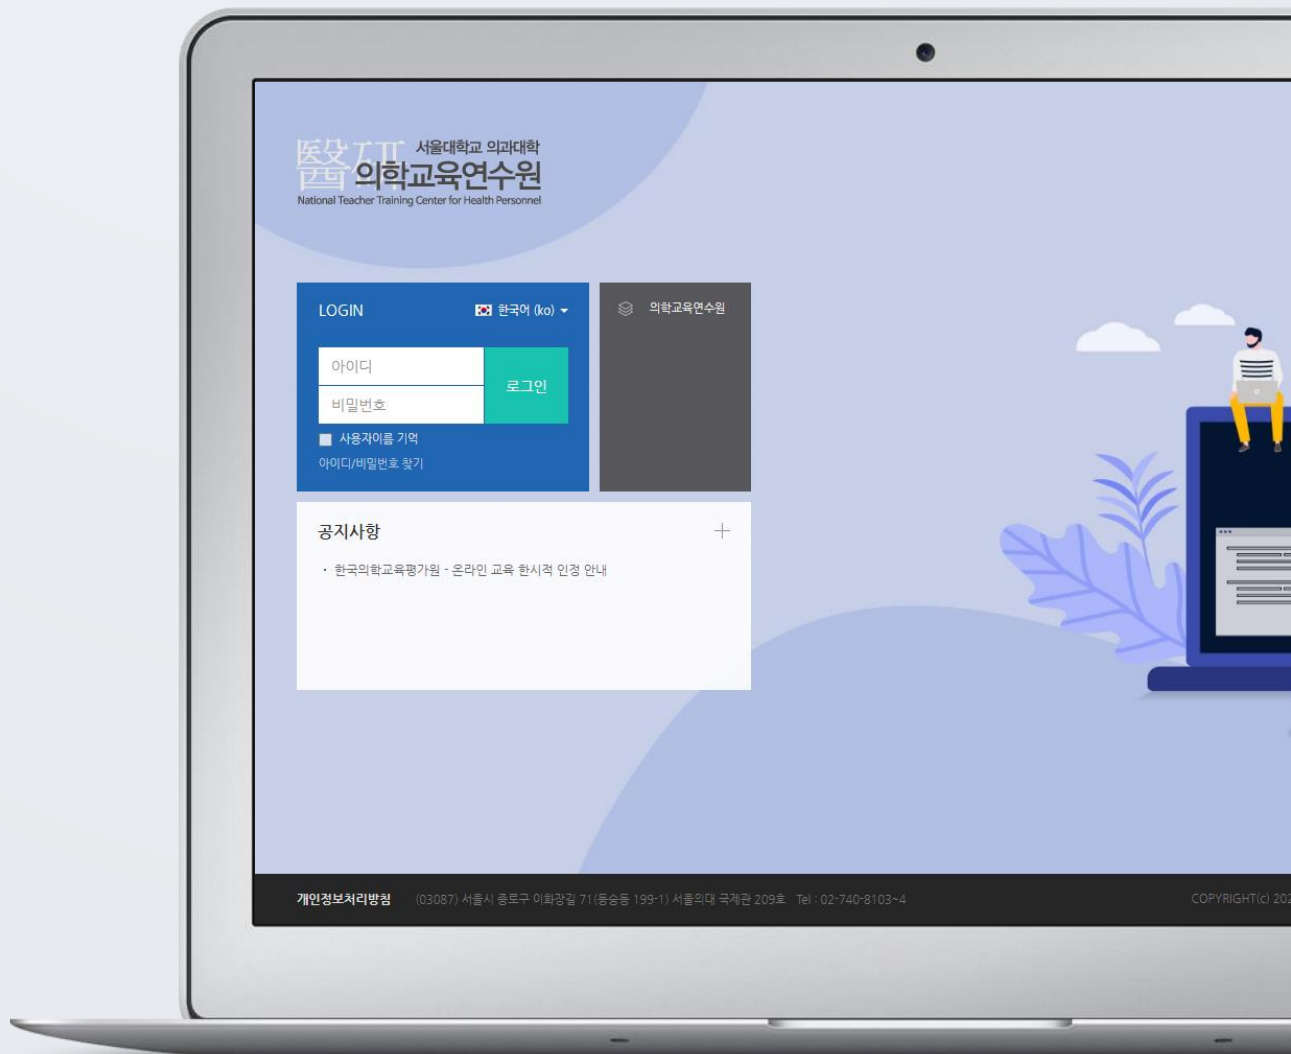 醫硏
서울대학교 의과대학
의학교육연수원
National Teacher Training Center for Health Personnel
LOGIN
한국어 (ko)
의학교육연수원
아이디
로그인
비밀번호
사용자이름 기억
아이디/비밀번호 찾기
공지사항
· 한국의학교육평가원 - 온라인 교육 한시적 인정 안내
개인정보처리방침 (03087) 서울시 종로구 이화장길 71(동숭동 199-1) 서울의대 국제관 209호 Tel : 02-740-8103~4
COPYRIGHT(c) 202